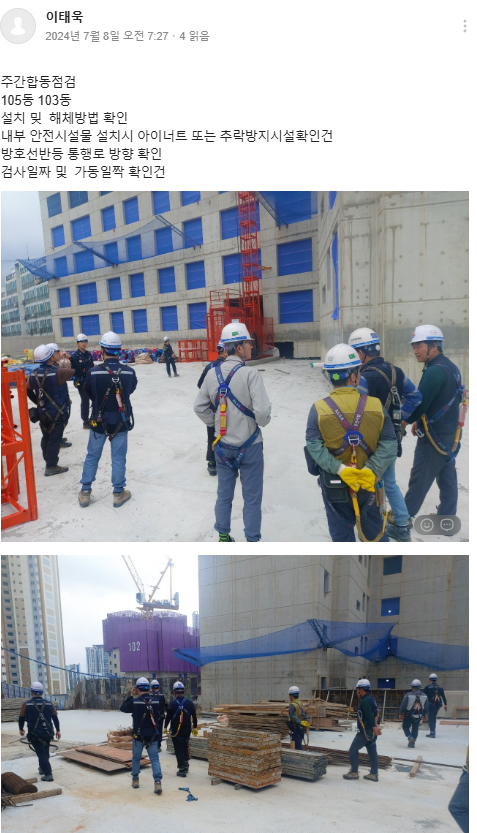 이태욱
2024년 7월 8일 오전 7:27 · 4 읽음
주간합동점검
105동 103동
설치 및 해체방법 확인
내부 안전시설물 설치시 아이너트 또는 추락방지시설확인건
방호선반등 통행로 방향 확인
검사일짜 및 가동일짝 확인건
102